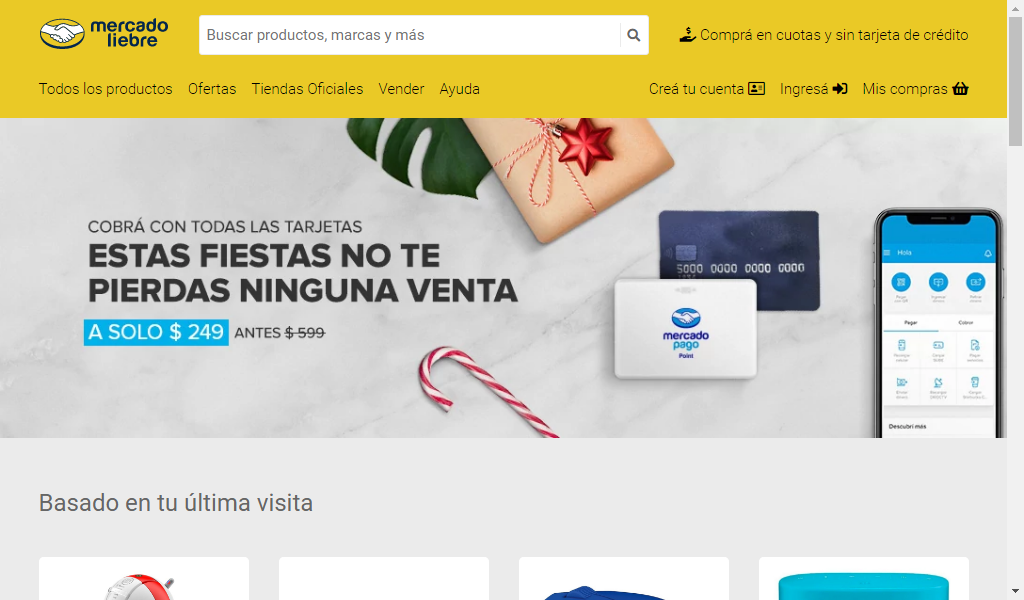 mercado
liebre
Buscar productos, marcas y más
Comprá en cuotas y sin tarjeta de crédito
Todos los productos
Ofertas
Tiendas Oficiales
Vender
Ayuda
Creá tu cuenta
Ingresá
Mis compras
COBRÁ CON TODAS LAS TARJETAS
ESTAS FIESTAS NO TE
PIERDAS NINGUNA VENTA
A SOLO $ 249 ANTES $ 599
5000 0000 0000 0000
mercado
pago
Point
Hola
Pagar
Cobrar
Descubrí más
Basado en tu última visita